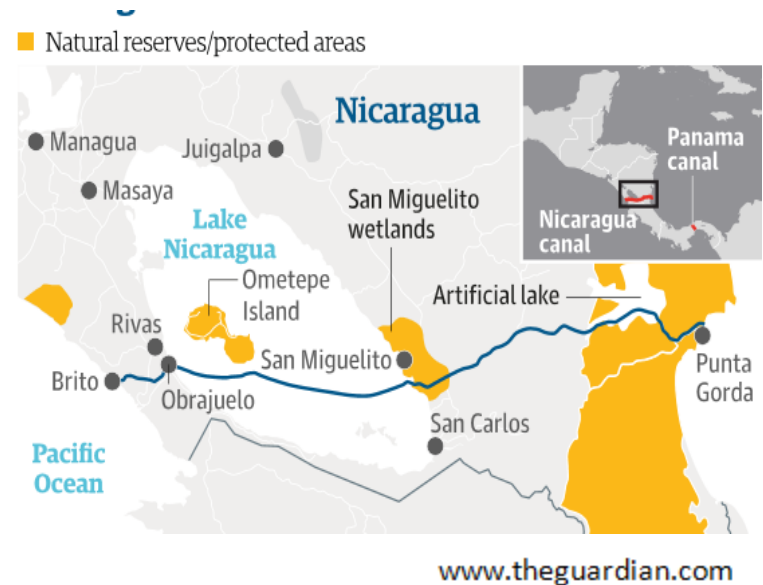 Natural reserves/protected areas
Nicaragua
Managua
Juigalpa
Masaya
Lake
Nicaragua
San Miguelito
wetlands
Panama
canal
Nicaragua
canal
Ometepe
Island
Artificial lake
Rivas
San Miguelito
Brito
Obrajuelo
Punta
Gorda
San Carlos
Pacific
Ocean
www.theguardian.com